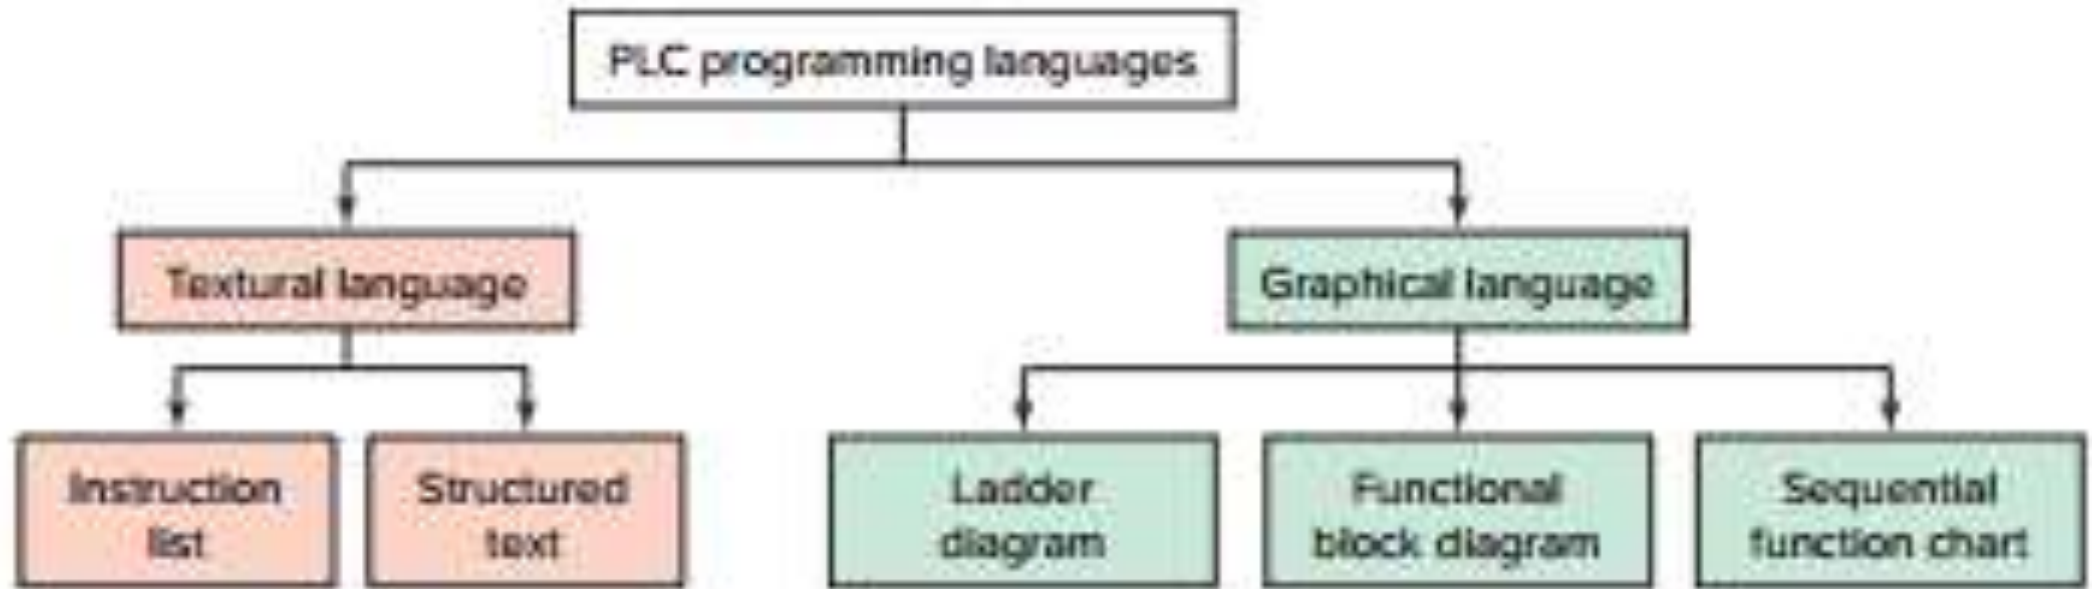 PLC programming languages
Textural language
Graphical language
Instruction
list
Structured
text
Ladder
diagram
Functional
block diagram
Sequential
function chart